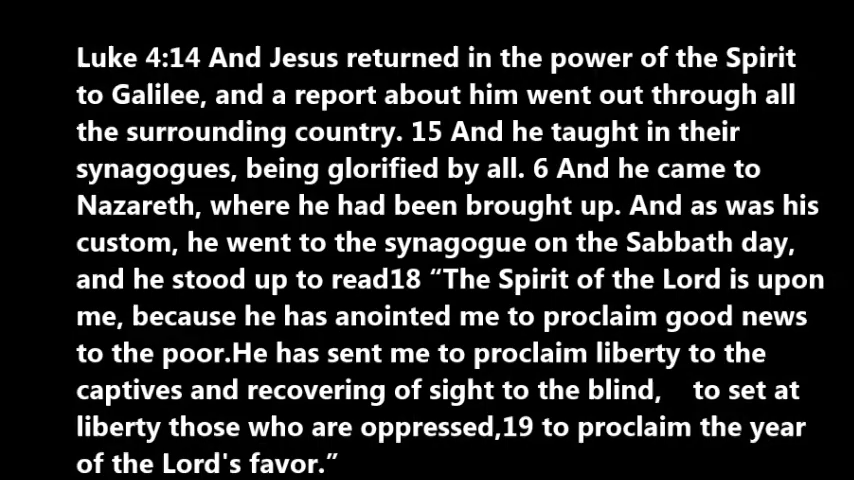 Luke 4:14 And Jesus returned in the power of the Spirit
to Galilee, and a report about him went out through all
the surrounding country. 15 And he taught in their
synagogues, being glorified by all. 6 And he came to
Nazareth, where he had been brought up. And as was his
custom, he went to the synagogue on the Sabbath day,
and he stood up to read18 “The Spirit of the Lord is upon
me, because he has anointed me to proclaim good news
to the poor.He has sent me to proclaim liberty to the
captives and recovering of sight to the blind,    to set at
liberty those who are oppressed,19 to proclaim the year
of the Lord's favor.”